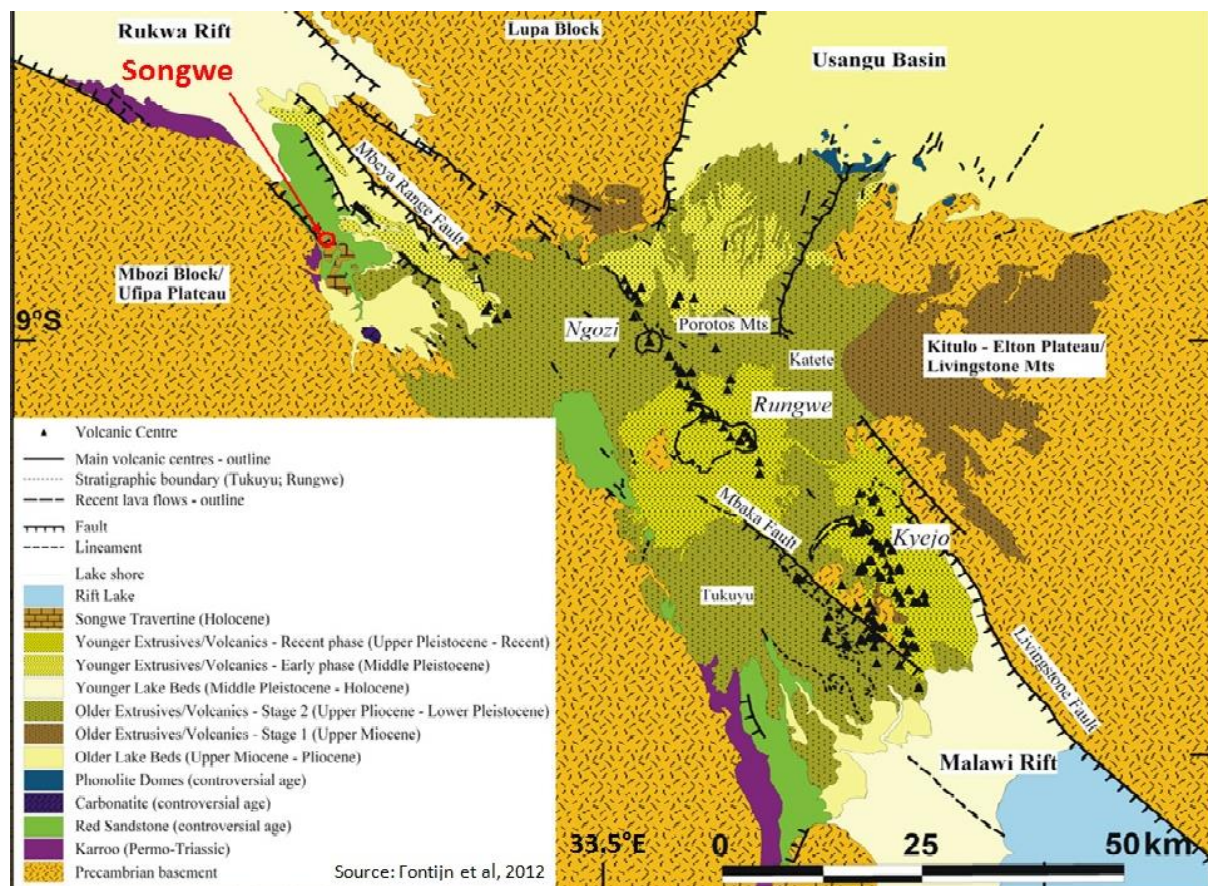 Rukwa Rift
Lupa Block
Songwe
Usangu Basin
Mbeya Range Fault
Mbozi Block/
Ufipa Plateau
9°S
Ngozi
Porotos Mts
Katete
Kitulo - Elton Plateau/
Livingstone Mts
Rungwe
Mbaka Fault
Kyejo
Tukuyu
Livingstone Fault
Malawi Rift
Volcanic Centre
Main volcanic centres - outline
Stratigraphic boundary (Tukuyu; Rungwe)
Recent lava flows - outline
Fault
Lineament
Lake shore
Rift Lake
Songwe Travertine (Holocene)
Younger Extrusives/Volcanics - Recent phase (Upper Pleistocene - Recent)
Younger Extrusives/Volcanics - Early phase (Middle Pleistocene)
Younger Lake Beds (Middle Pleistocene - Holocene)
Older Extrusives/Volcanics - Stage 2 (Upper Pliocene - Lower Pleistocene)
Older Extrusives/Volcanics - Stage 1 (Upper Miocene)
Older Lake Beds (Upper Miocene - Pliocene)
Phonolite Domes (controversial age)
Carbonatite (controversial age)
Red Sandstone (controversial age)
Karroo (Permo-Triassic)
Precambrian basement
Source: Fontijn et al, 2012
33.5°E
0 25 50 km